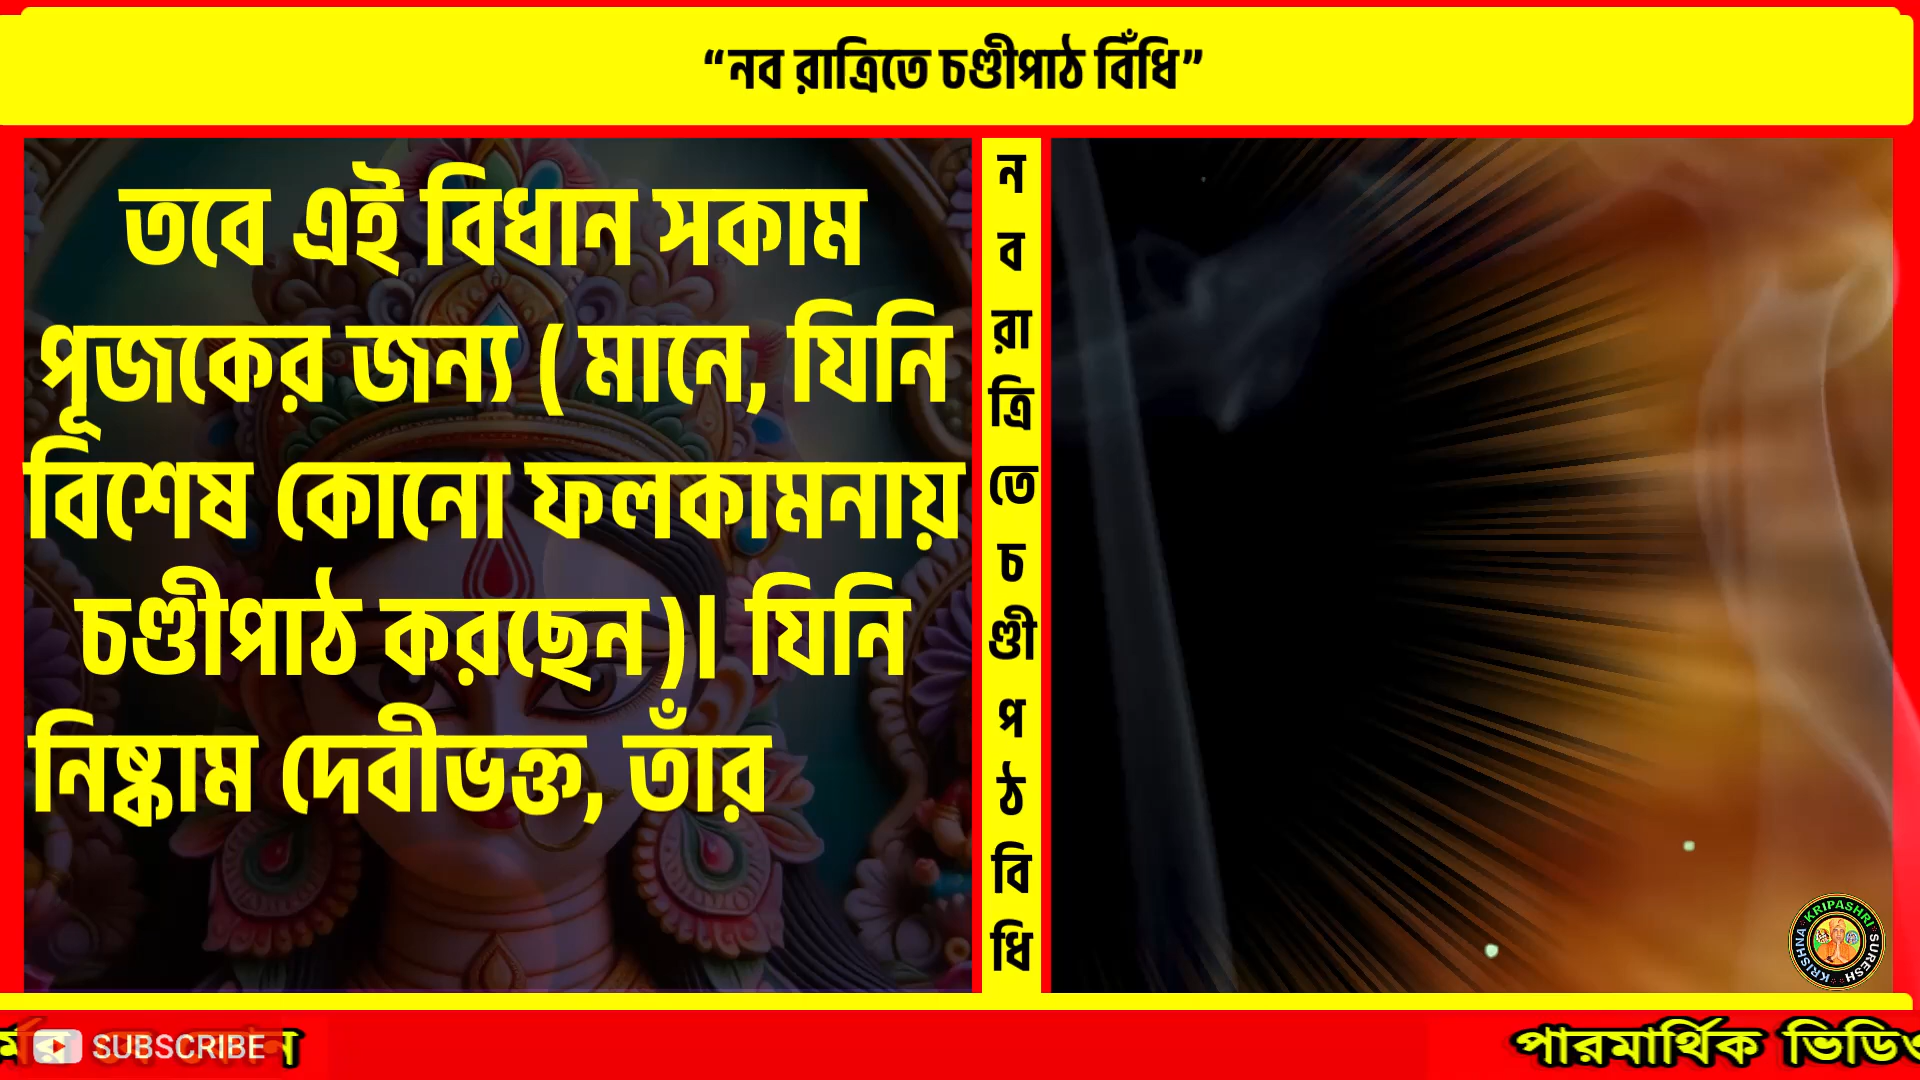 “নব রাত্রিতে চণ্ডীপাঠ বিঁধি”
তবে এই বিধান সকাম
পূজকের জন্য (মানে, যিনি
বিশেষ কোনো ফলকামনায়
চণ্ডীপাঠ করছেন)। যিনি
নিষ্কাম দেবীভক্ত, তাঁর
ন
ব
রা
ত্রি
তে
চ
ণ্ডী
প
ঠ
বি
ধি
KRISHNA KRIPASHRI SURESH
SUBSCRIBE
পারমার্থিক ভিডিও